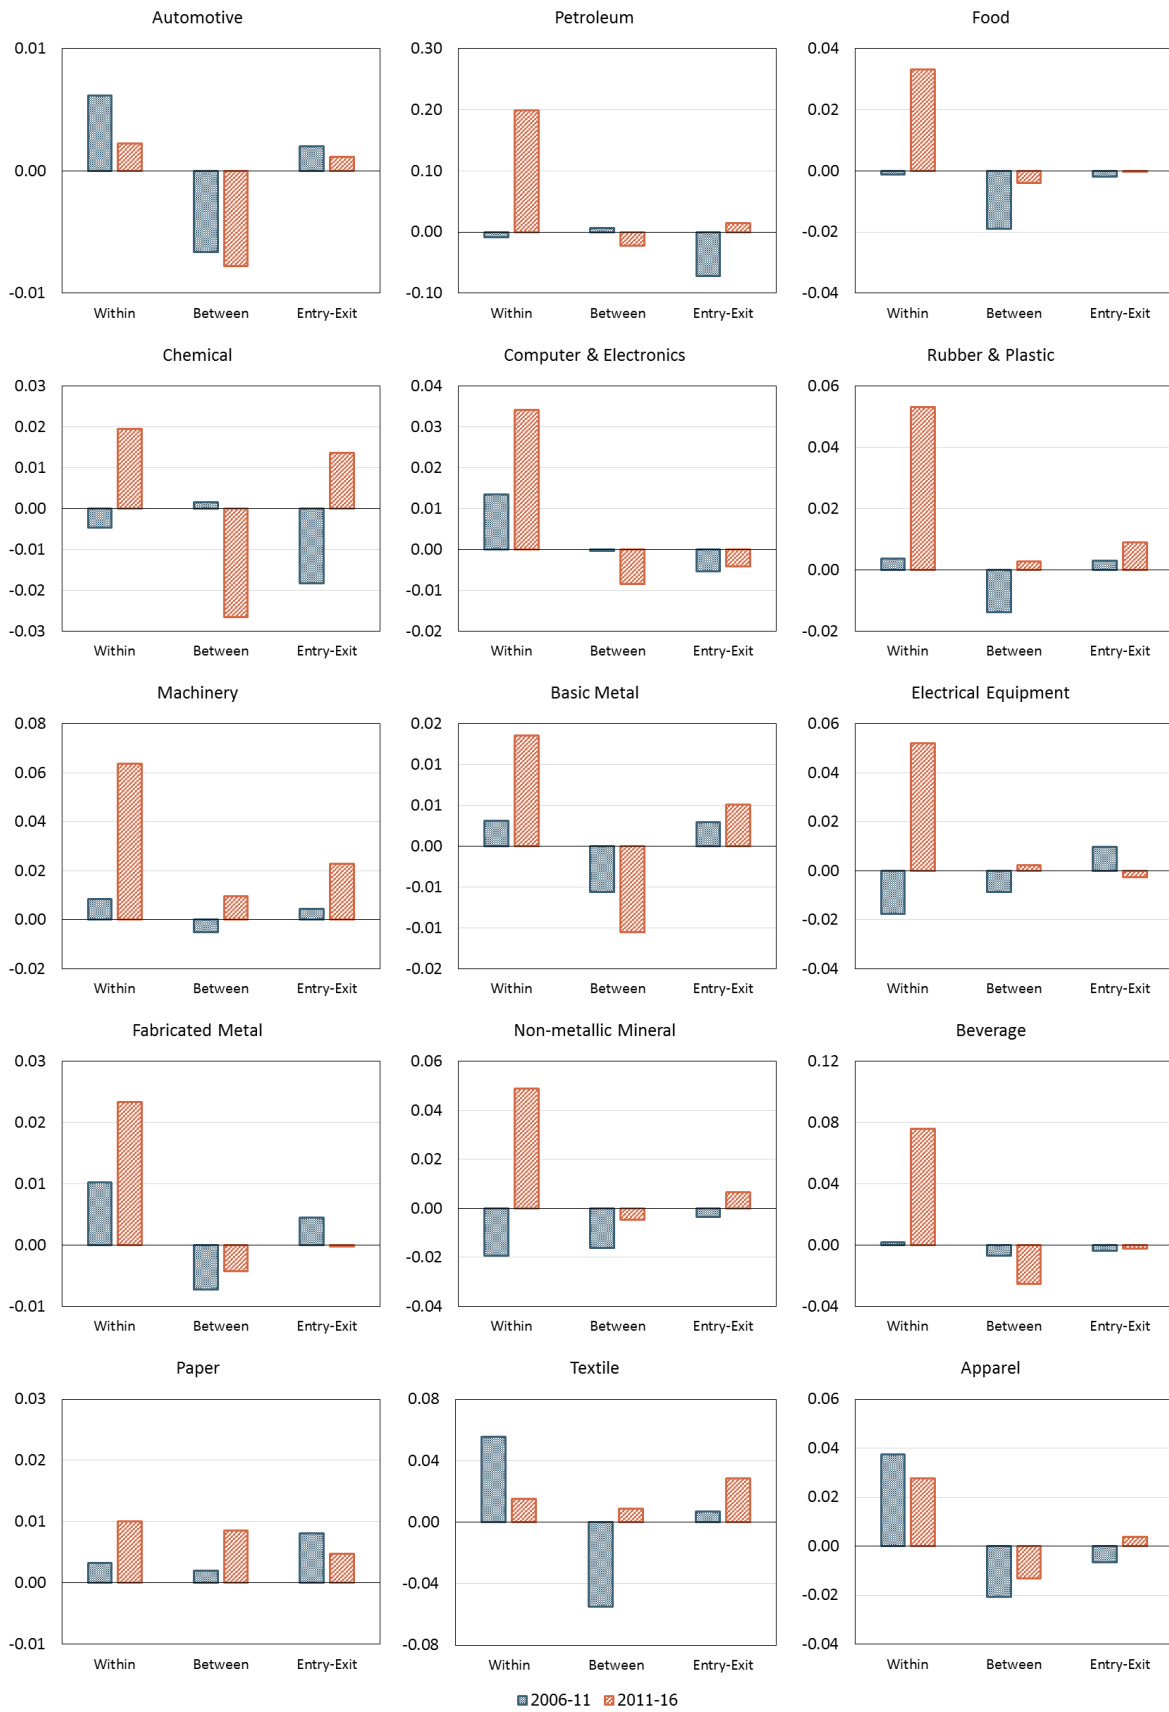 Automotive Petroleum Food
0.01 0.30 0.04
0.20 0.02
0.00 0.10 0.00
0.00 -0.02
-0.01 -0.10 -0.04
Within Between Entry-Exit Within Between Entry-Exit Within Between Entry-Exit
Chemical Computer & Electronics Rubber & Plastic
0.03 0.04 0.06
0.02 0.03 0.04
0.01 0.02
0.00 0.01 0.02
-0.01 0.00 0.00
-0.02 -0.01
-0.03 -0.02 -0.02
Within Between Entry-Exit Within Between Entry-Exit Within Between Entry-Exit
Machinery Basic Metal Electrical Equipment
0.08 0.02 0.06
0.06 0.01 0.04
0.04 0.01 0.02
0.02 0.00 0.00
0.00 -0.01 -0.02
-0.01
-0.02 -0.02 -0.04
Within Between Entry-Exit Within Between Entry-Exit Within Between Entry-Exit
Fabricated Metal Non-metallic Mineral Beverage
0.03 0.06 0.12
0.02 0.04 0.08
0.01 0.02 0.04
0.00 0.00 0.00
-0.02
-0.01 -0.04 -0.04
Within Between Entry-Exit Within Between Entry-Exit Within Between Entry-Exit
Paper Textile Apparel
0.03 0.08 0.06
0.02 0.04 0.04
0.01 0.00 0.02
0.00 -0.04 0.00
-0.02
-0.01 -0.08 -0.04
Within Between Entry-Exit Within Between Entry-Exit Within Between Entry-Exit
2006-11 2011-16